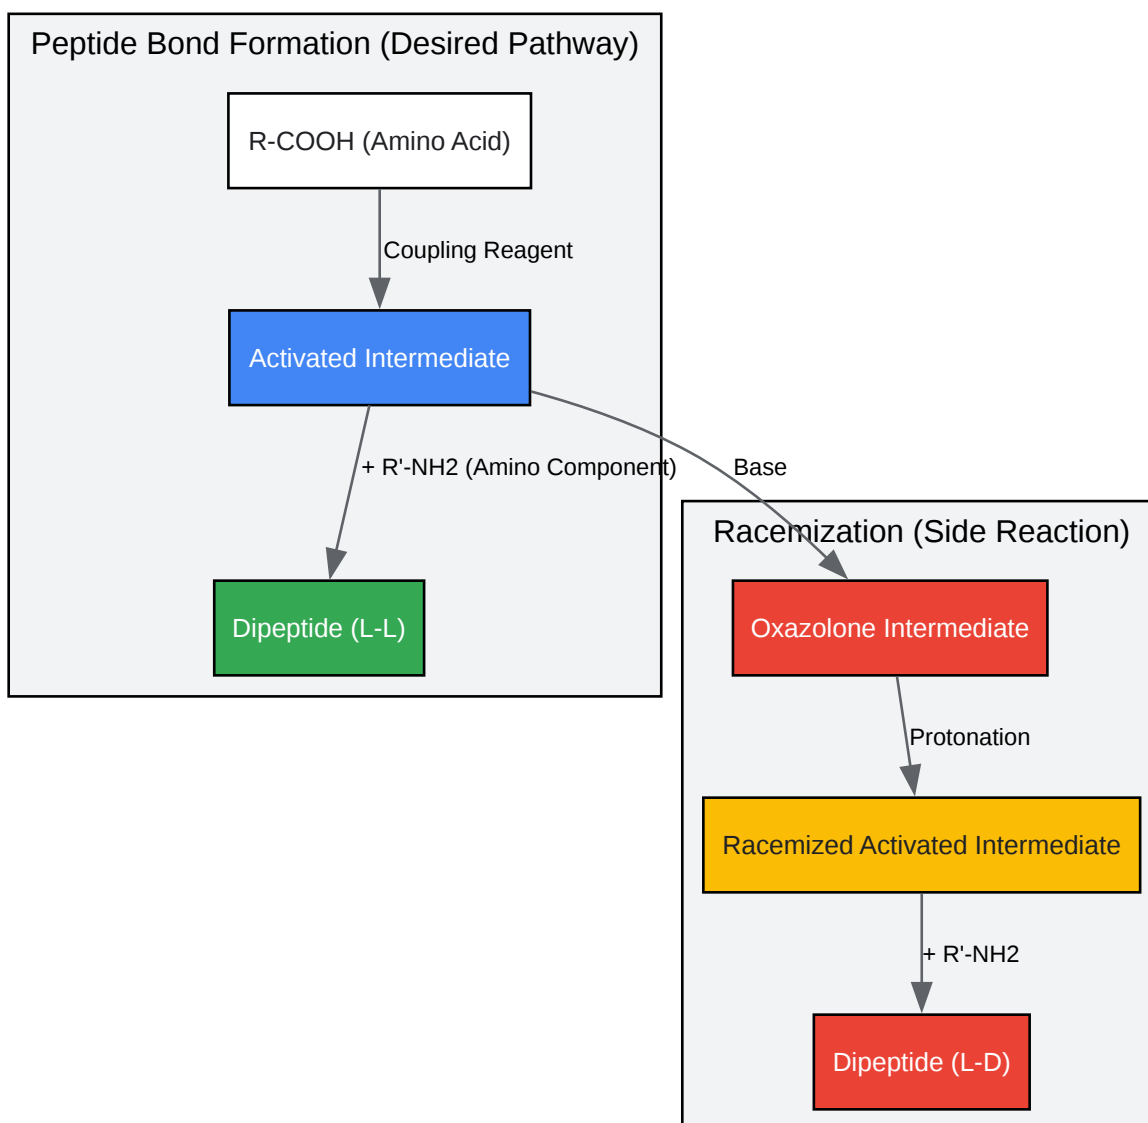 Peptide Bond Formation (Desired Pathway)
R-COOH (Amino Acid)
Coupling Reagent
Activated Intermediate
+ R'-NH2 (Amino Component)
Dipeptide (L-L)
Base
Racemization (Side Reaction)
Oxazolone Intermediate
Protonation
Racemized Activated Intermediate
+ R'-NH2
Dipeptide (L-D)